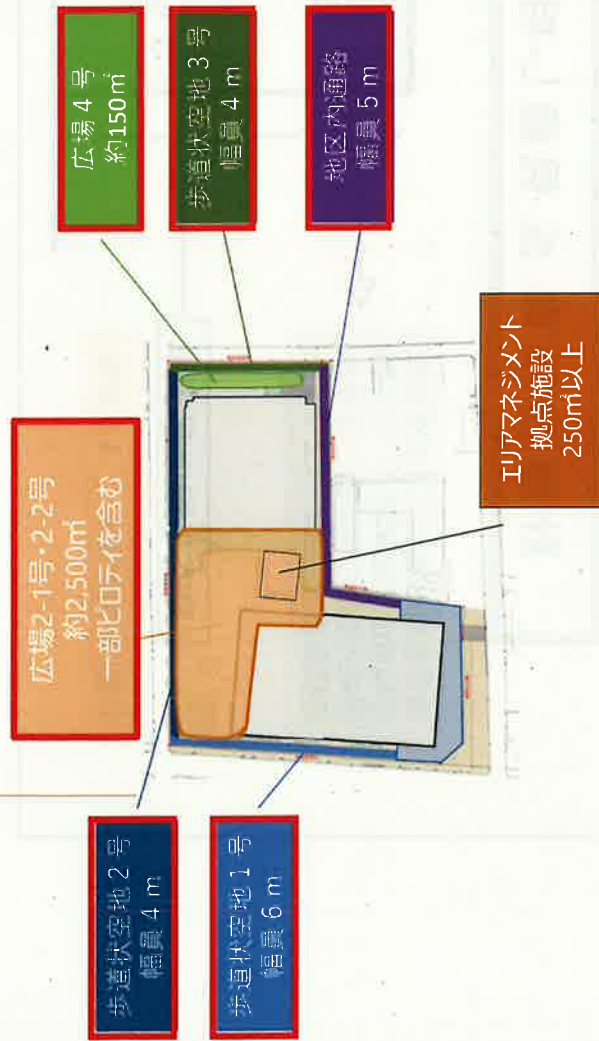 広場4号
約150㎡
歩道状空地3号
幅員4m
地区内通路
幅員5m
広場2-1号・2-2号
約2,500㎡
一部ピロティを含む
エリアマネジメント
拠点施設
250㎡以上
歩道状空地2号
幅員4m
歩道状空地1号
幅員6m